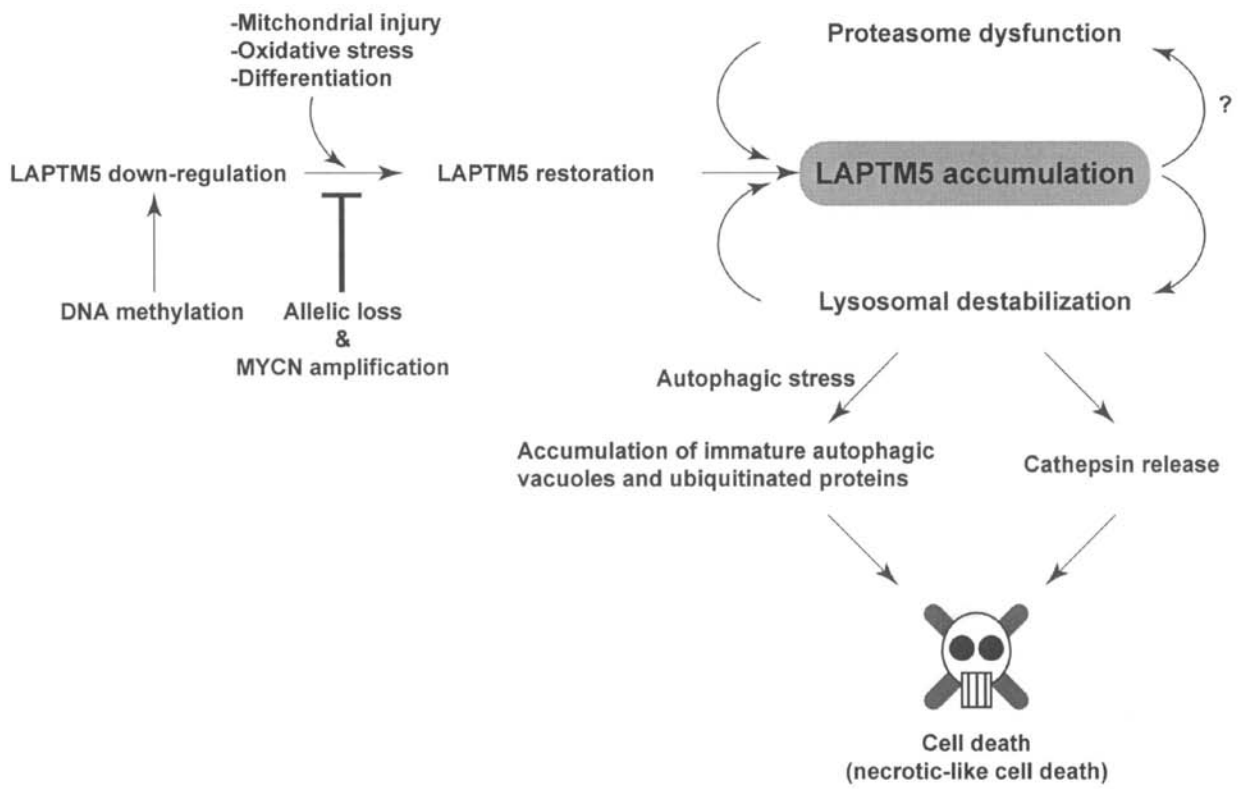 -Mitchondrial injury
-Oxidative stress
-Differentiation
Proteasome dysfunction
?
LAPTM5 down-regulation
LAPTM5 restoration
LAPTM5 accumulation
DNA methylation
Allelic loss
&
MYCN amplification
Lysosomal destabilization
Autophagic stress
Accumulation of immature autophagic
vacuoles and ubiquitinated proteins
Cathepsin release
Cell death
(necrotic-like cell death)